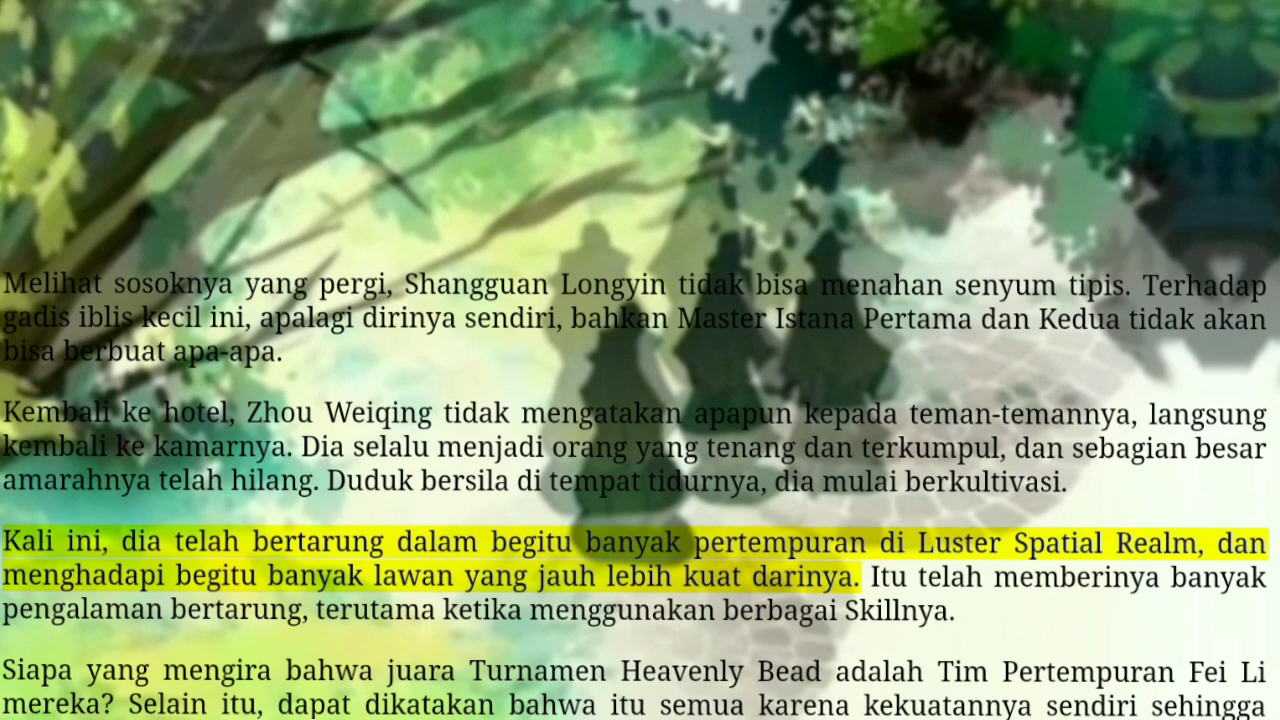 Melihat sosoknya yang pergi, Shangguan Longyin tidak bisa menahan senyum tipis. Terhadap
gadis iblis kecil ini, apalagi dirinya sendiri, bahkan Master Istana Pertama dan Kedua tidak akan
bisa berbuat apa-apa.
Kembali ke hotel, Zhou Weiqing tidak mengatakan apapun kepada teman-temannya, langsung
kembali ke kamarnya. Dia selalu menjadi orang yang tenang dan terkumpul, dan sebagian besar
amarahnya telah hilang. Duduk bersila di tempat tidurnya, dia mulai berkultivasi.
Kali ini, dia telah bertarung dalam begitu banyak pertempuran di Luster Spatial Realm, dan
menghadapi begitu banyak lawan yang jauh lebih kuat darinya. Itu telah memberinya banyak
pengalaman bertarung, terutama ketika menggunakan berbagai Skillnya.
Siapa yang mengira bahwa juara Turnamen Heavenly Bead adalah Tim Pertempuran Fei Li
mereka? Selain itu, dapat dikatakan bahwa itu semua karena kekuatannya sendiri sehingga